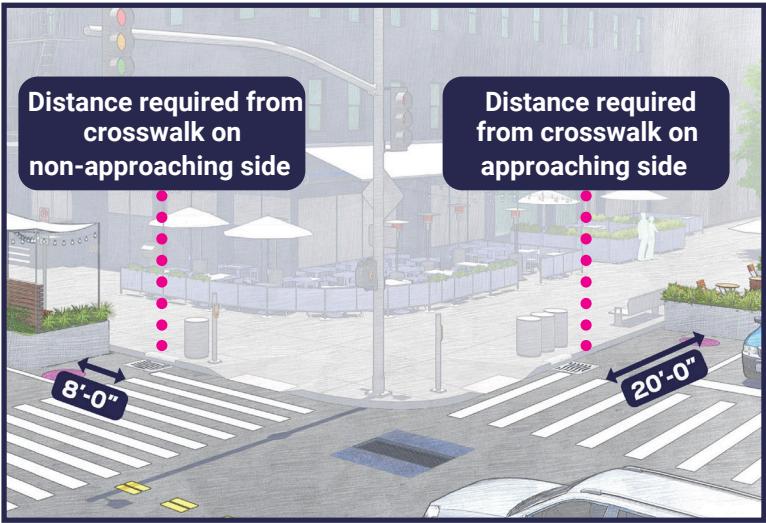 Distance required from
crosswalk on
non-approaching side
Distance required
from crosswalk on
approaching side
8'-0"
20'-0"